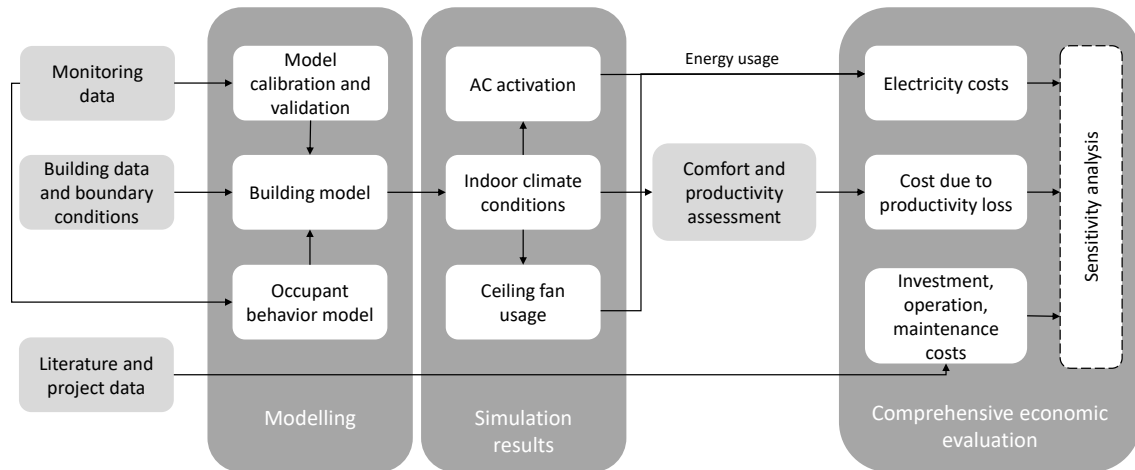 Monitoring
data
Building data
and boundary
conditions
Literature and
project data
Model
calibration and
validation
Building model
Occupant
behavior model
Modelling
AC activation
Indoor climate
conditions
Ceiling fan
usage
Simulation
results
Energy usage
Comfort and
productivity
assessment
Electricity costs
Cost due to
productivity loss
Investment,
operation,
maintenance
costs
Sensitivity analysis
Comprehensive economic
evaluation